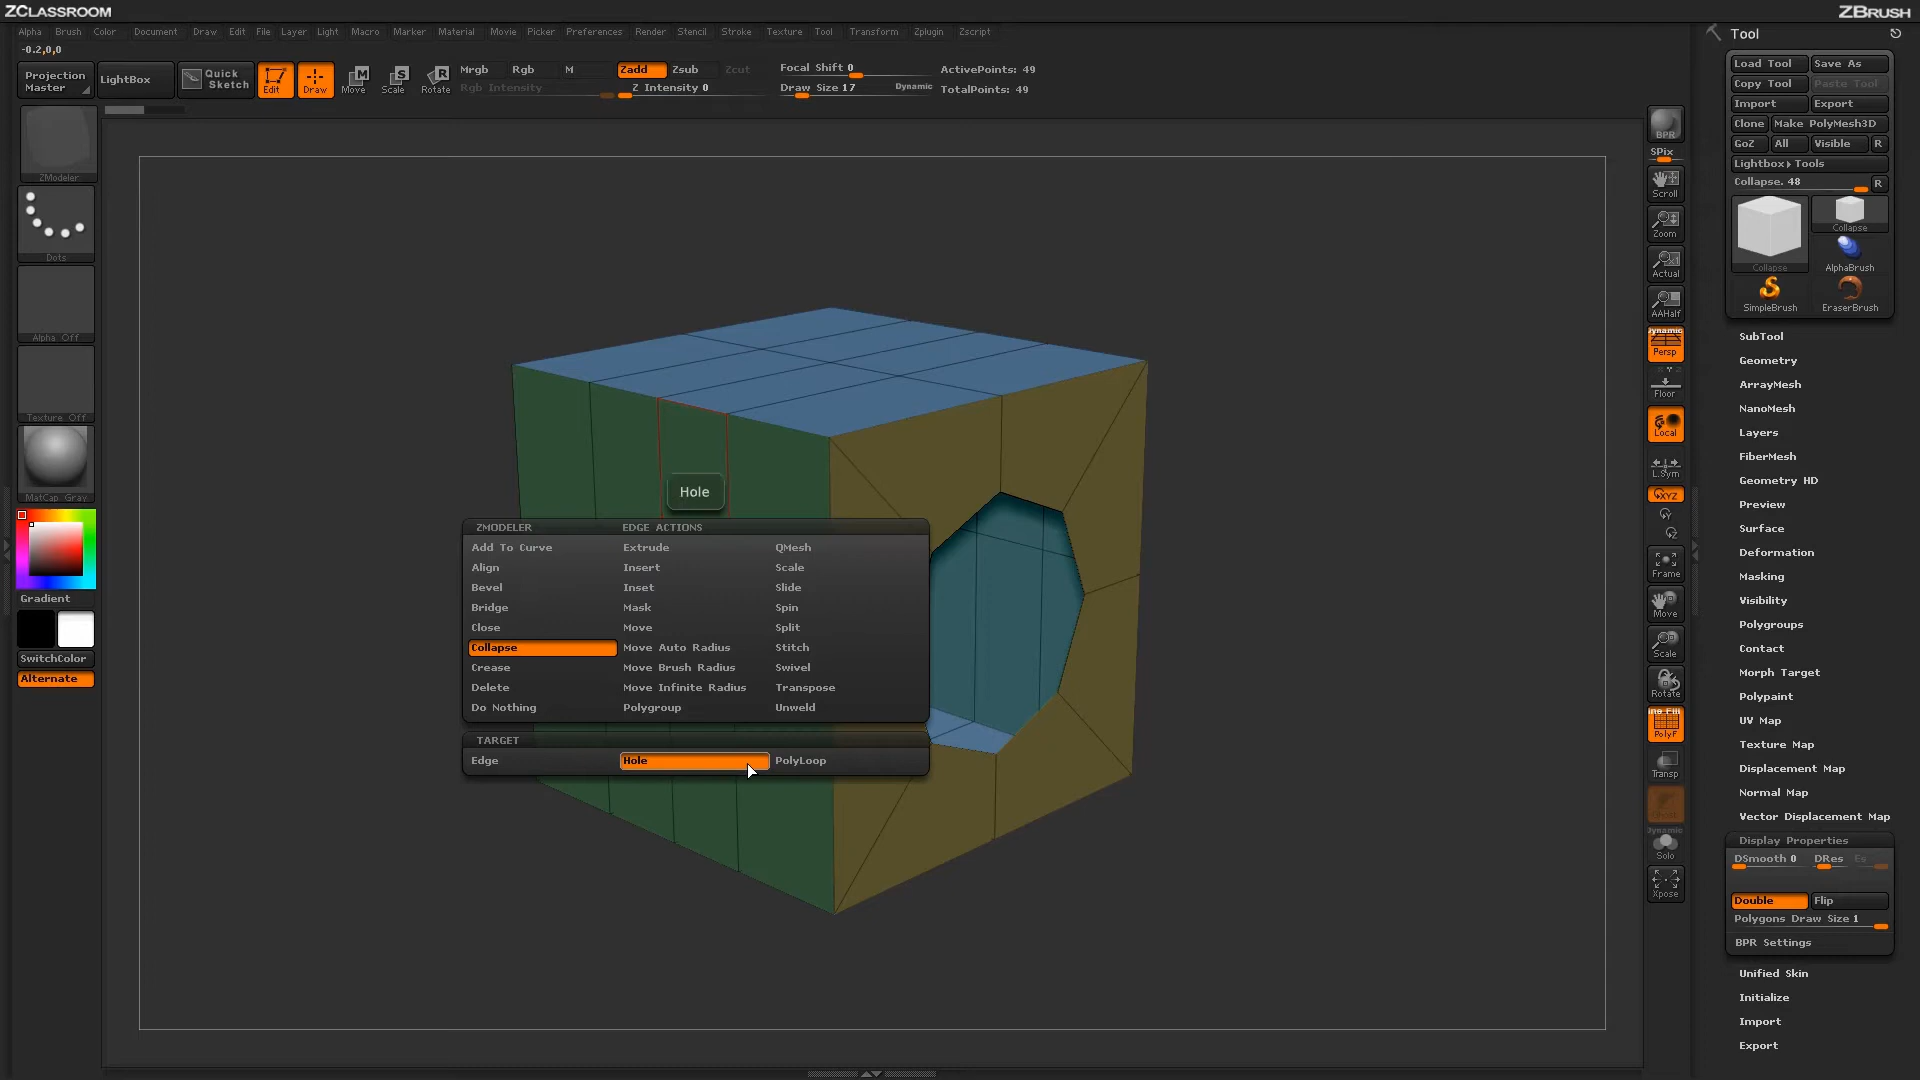 ZCLASSROOM ZBRUSH
Alpha Brush Color Document Draw Edit File Layer Light Macro Marker Material Movie Picker Preferences Render Stencil Stroke Texture Tool Transform Zplugin Zscript
-0.2,0,0
Projection Master LightBox Quick Sketch Edit Draw Move Scale Rotate
Mrgb Rgb M Zadd Zsub Zcut Focal Shift 0 ActivePoints: 49
Rgb Intensity Z Intensity 0 Draw Size 17 Dynamic TotalPoints: 49
ZModeler
Dots
Alpha Off
Texture Off
MatCap Gray
Gradient
SwitchColor
Alternate
Hole
ZMODELER EDGE ACTIONS
Add To Curve Extrude QMesh
Align Insert Scale
Bevel Inset Slide
Bridge Mask Spin
Close Move Split
Collapse Move Auto Radius Stitch
Crease Move Brush Radius Swivel
Delete Move Infinite Radius Transpose
Do Nothing Polygroup Unweld
TARGET
Edge Hole PolyLoop
BPR
SPix
Scroll
Zoom
Actual
AAHalf
Dynamic
Persp
Floor
Local
L.Sym
XYZ
Y
Z
Frame
Move
Scale
Rotate
Line Fill
PolyF
Transp
Dynamic
Solo
Xpose
Tool
Load Tool Save As
Copy Tool Paste Tool
Import Export
Clone Make PolyMesh3D
GoZ All Visible R
Lightbox▸Tools
Collapse. 48 R
Collapse
Collapse AlphaBrush
SimpleBrush EraserBrush
SubTool
Geometry
ArrayMesh
NanoMesh
Layers
FiberMesh
Geometry HD
Preview
Surface
Deformation
Masking
Visibility
Polygroups
Contact
Morph Target
Polypaint
UV Map
Texture Map
Displacement Map
Normal Map
Vector Displacement Map
Display Properties
DSmooth 0 DRes Es
Double Flip
Polygons Draw Size 1
BPR Settings
Unified Skin
Initialize
Import
Export